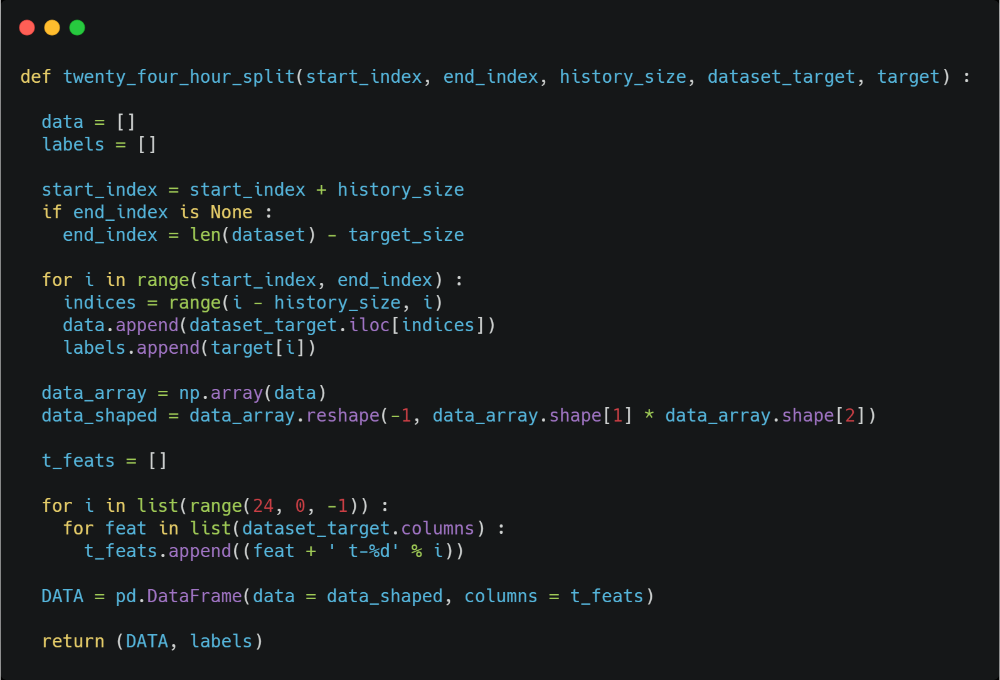 def twenty_four_hour_split(start_index, end_index, history_size, dataset_target, target) :

  data = []
  labels = []

  start_index = start_index + history_size
  if end_index is None :
    end_index = len(dataset) - target_size

  for i in range(start_index, end_index) :
    indices = range(i - history_size, i)
    data.append(dataset_target.iloc[indices])
    labels.append(target[i])

  data_array = np.array(data)
  data_shaped = data_array.reshape(-1, data_array.shape[1] * data_array.shape[2])

  t_feats = []

  for i in list(range(24, 0, -1)) :
    for feat in list(dataset_target.columns) :
      t_feats.append((feat + ' t-%d' % i))

  DATA = pd.DataFrame(data = data_shaped, columns = t_feats)

  return (DATA, labels)